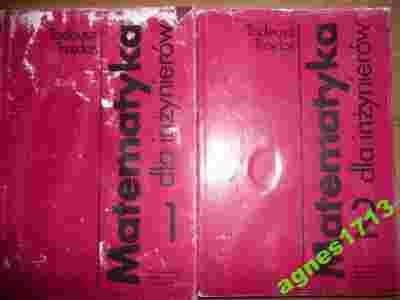 Tadeusz
Trajdos
Matematyka
1 dla inżynierów
Tadeusz
Trajdos
Matematyka
2 dla inżynierów
agnes1713